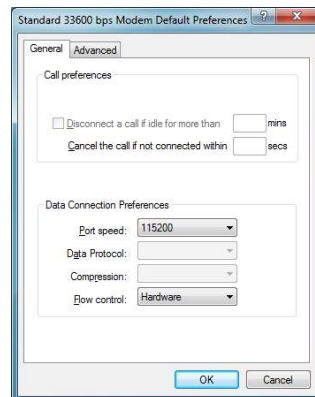 Standard 33600 bps Modem Default Preferences
General Advanced
Call preferences
Disconnect a call if idle for more than mins
Cancel the call if not connected within secs
Data Connection Preferences
Port speed: 115200
Data Protocol:
Compression:
Flow control: Hardware
OK Cancel